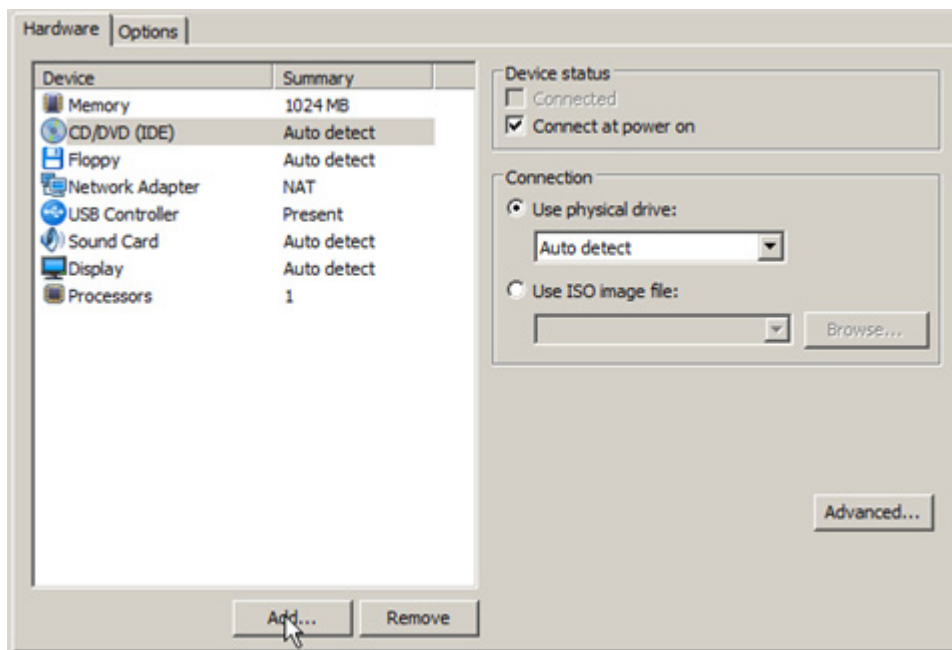 Hardware Options
Device Summary
Memory 1024 MB
CD/DVD (IDE) Auto detect
Floppy Auto detect
Network Adapter NAT
USB Controller Present
Sound Card Auto detect
Display Auto detect
Processors 1
Add... Remove
Device status
Connected
Connect at power on
Connection
Use physical drive:
Auto detect
Use ISO image file:
Browse...
Advanced...